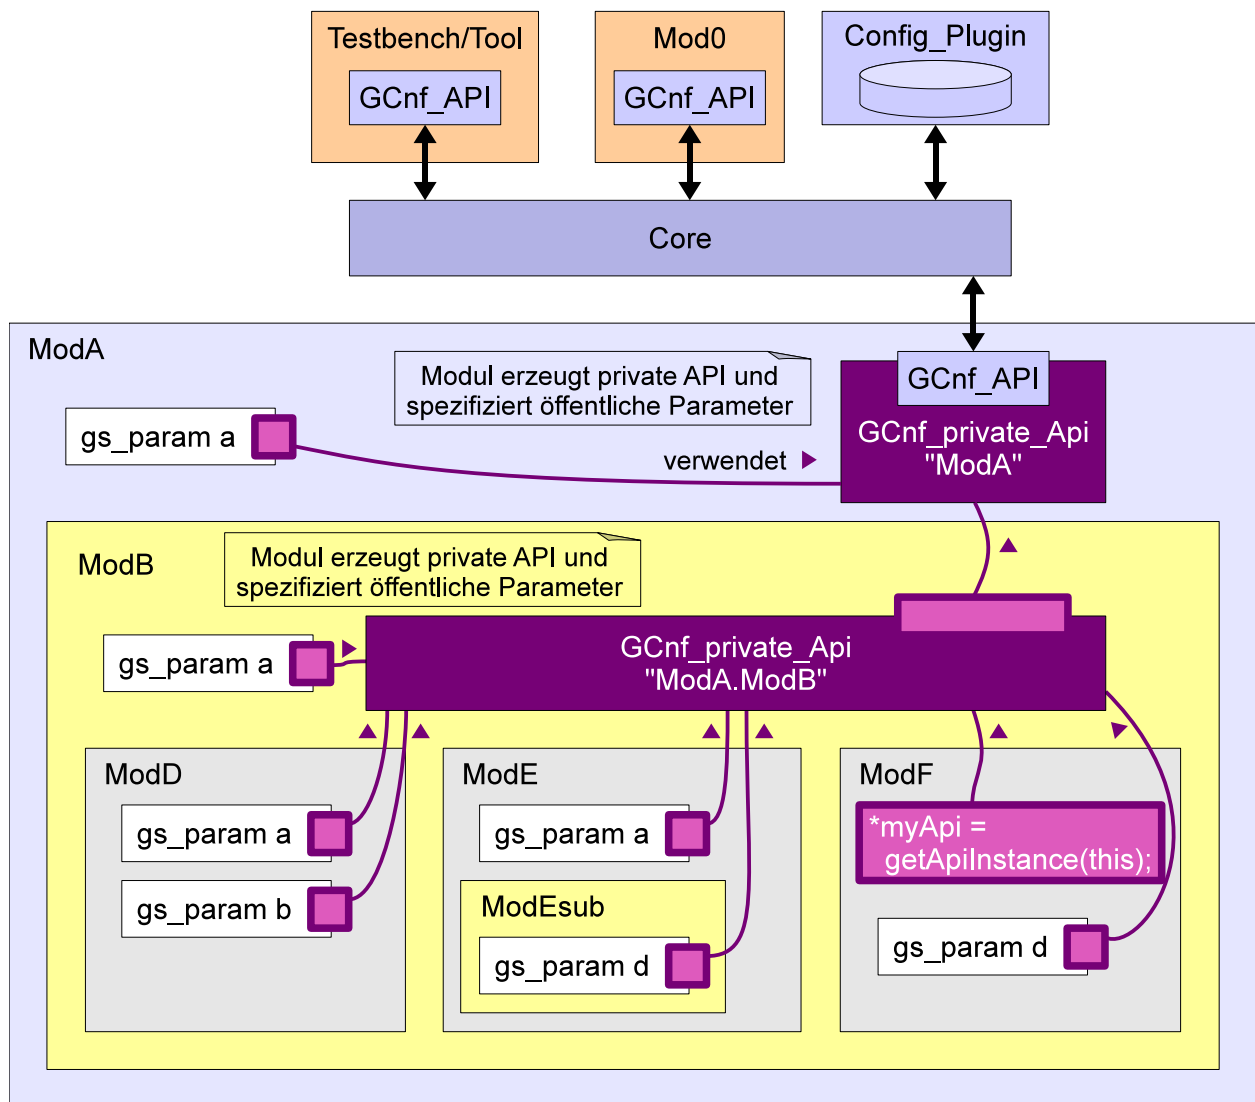 Testbench/Tool
GCnf_API
Mod0
GCnf_API
Config_Plugin
Core
ModA
Modul erzeugt private API und
spezifiziert öffentliche Parameter
GCnf_API
GCnf_private_Api
"ModA"
gs_param a
verwendet
ModB
Modul erzeugt private API und
spezifiziert öffentliche Parameter
gs_param a
GCnf_private_Api
"ModA.ModB"
ModD
gs_param a
gs_param b
ModE
gs_param a
ModEsub
gs_param d
ModF
*myApi =
getApiInstance(this);
gs_param d